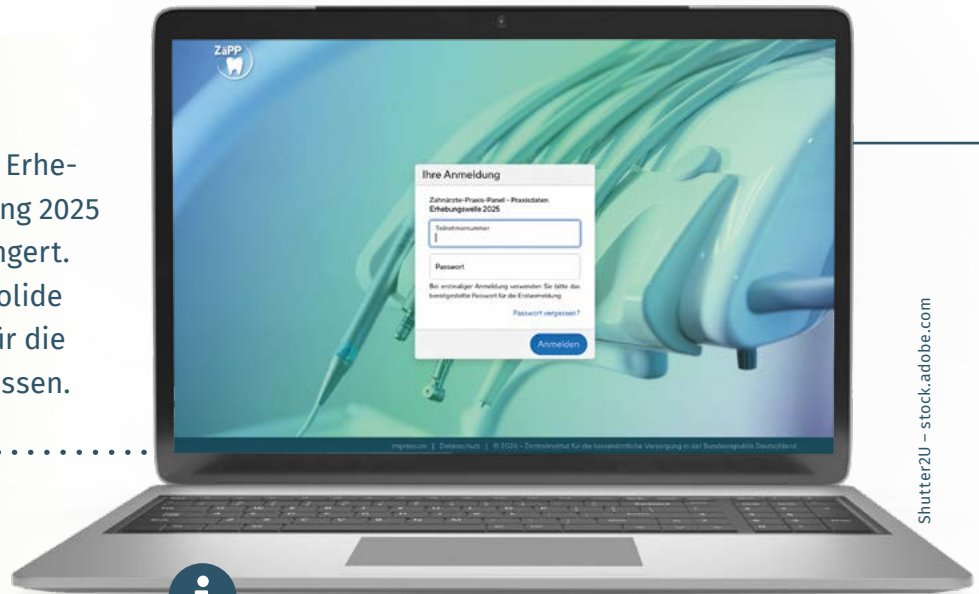 Erhe-
ng 2025
ngert.
olide
ür die
ssen.
ZäPP
Ihre Anmeldung
Zahnärzte-Praxis-Panel - Praxisdaten
Erhebungswelle 2025
Teilnehmernummer
Passwort
Bei erstmaliger Anmeldung verwenden Sie bitte das
bereitgestellte Passwort für die Erstanmeldung
Passwort vergessen?
Anmelden
Impressum | Datenschutz | © 2026 – Zentralinstitut für die kassenärztliche Versorgung in der Bundesrepublik Deutschland
Shutter2U – stock.adobe.com